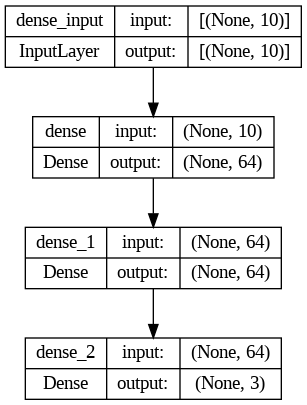 dense_input input: [(None, 10)]
InputLayer output: [(None, 10)]
dense input: (None, 10)
Dense output: (None, 64)
dense_1 input: (None, 64)
Dense output: (None, 64)
dense_2 input: (None, 64)
Dense output: (None, 3)